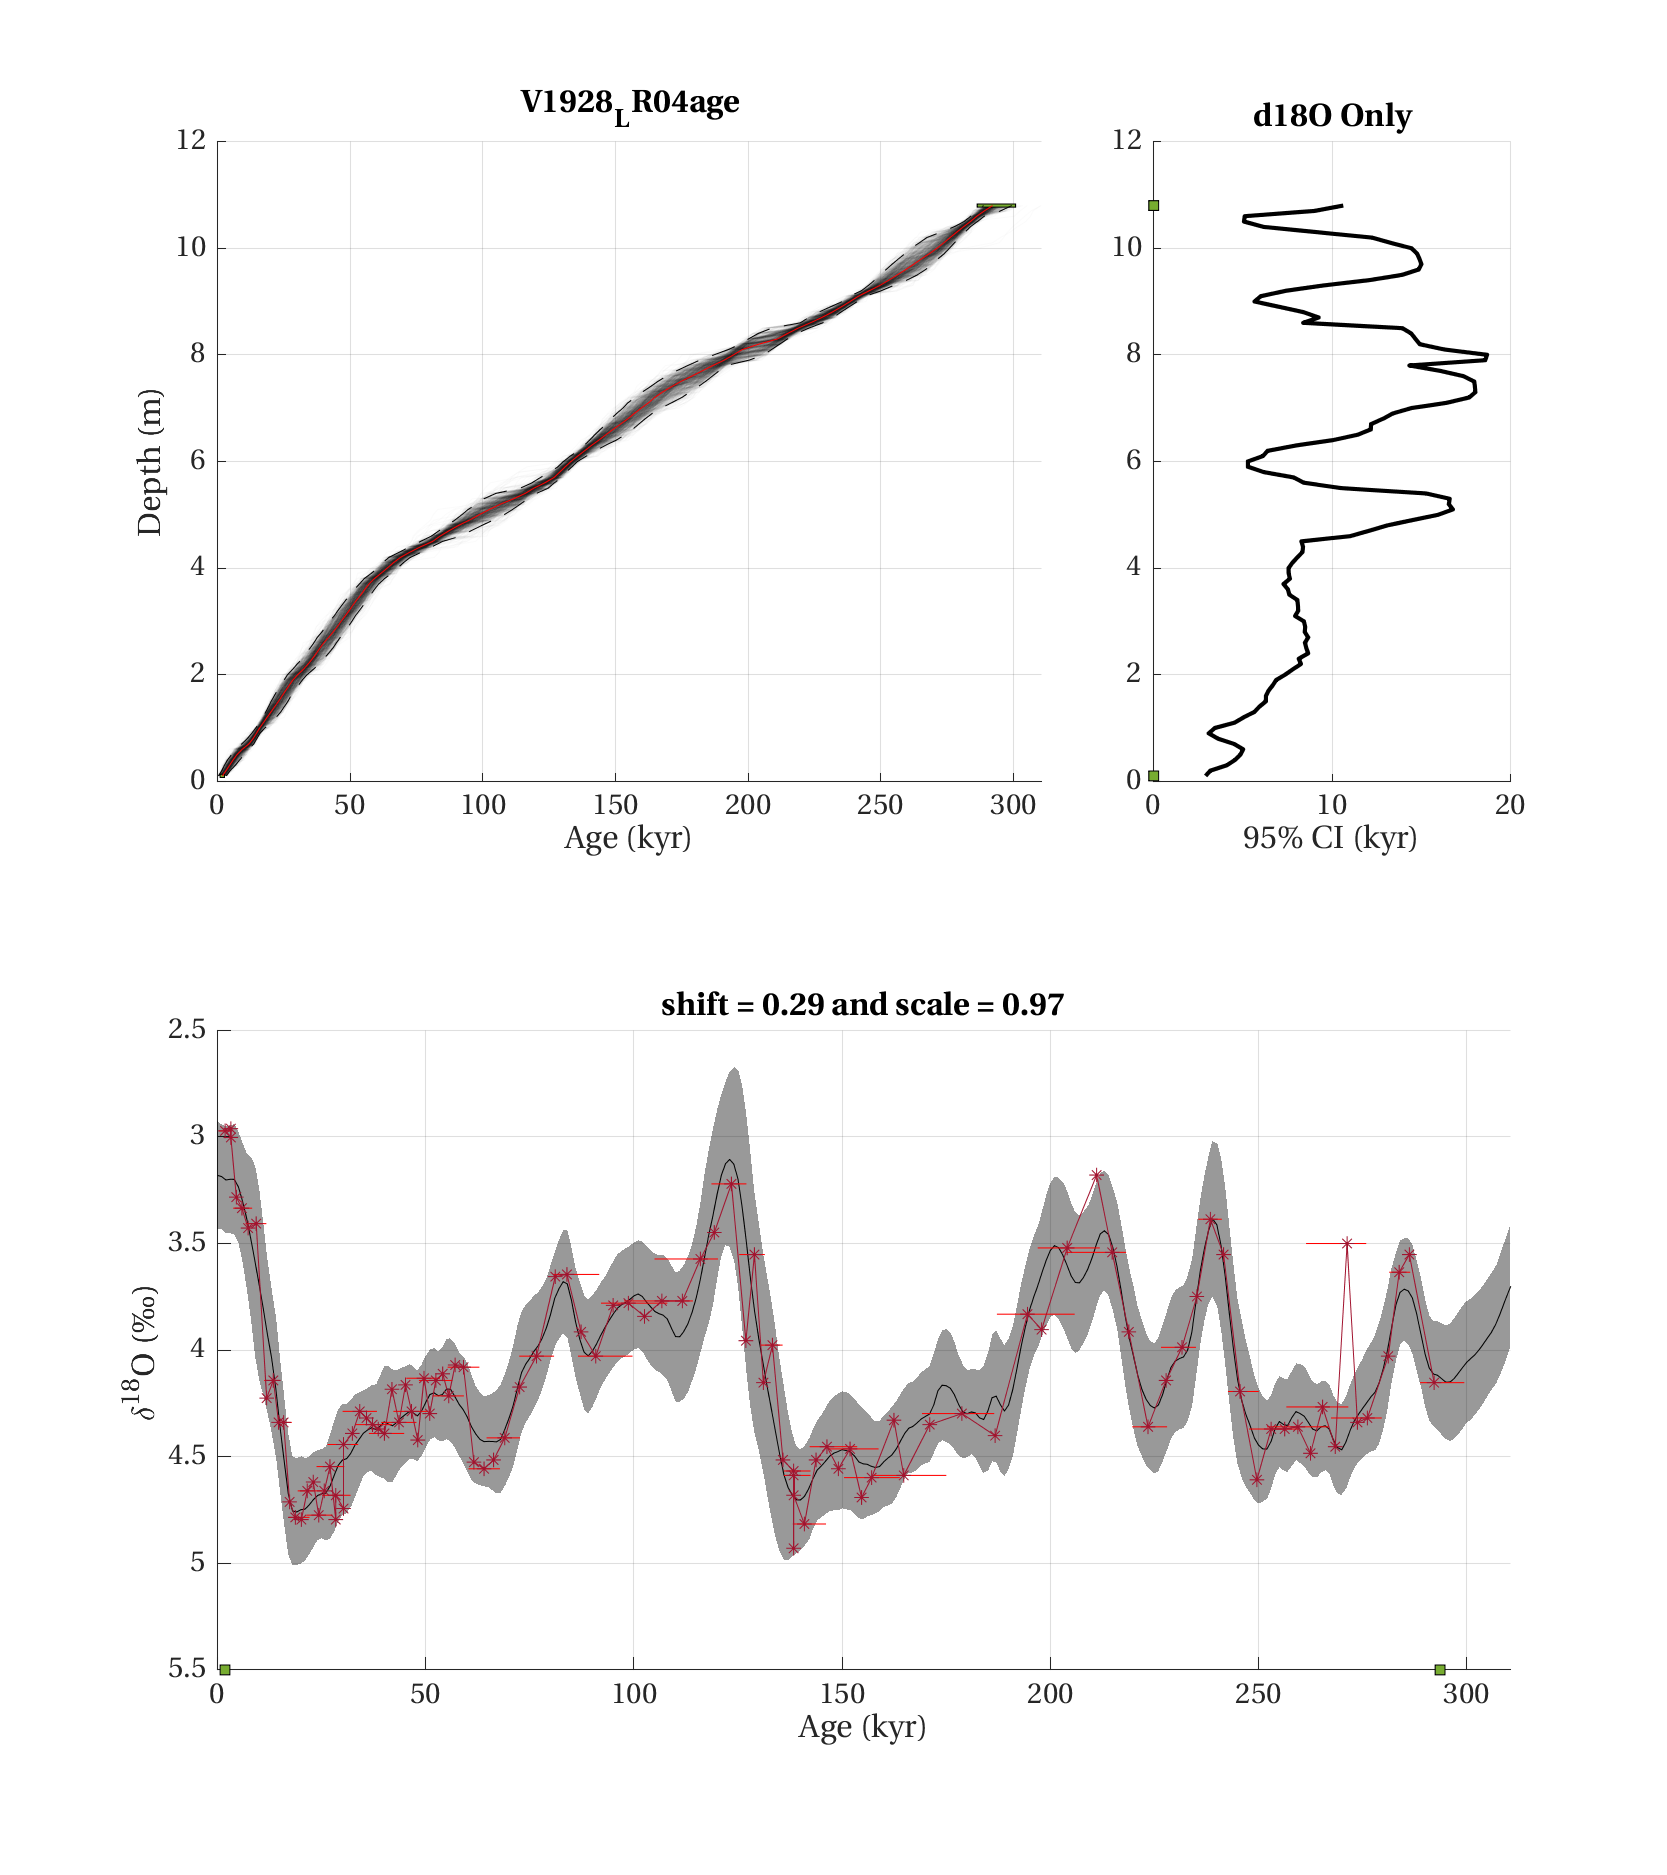 V1928_L R04age
12
10
8
6
4
2
0
0 50 100 150 200 250 300
Depth (m)
Age (kyr)
d18O Only
12
10
8
6
4
2
0
0 10 20
95% CI (kyr)
shift = 0.29 and scale = 0.97
2.5
3
3.5
4
4.5
5
5.5
0 50 100 150 200 250 300
δ18O (‰)
Age (kyr)